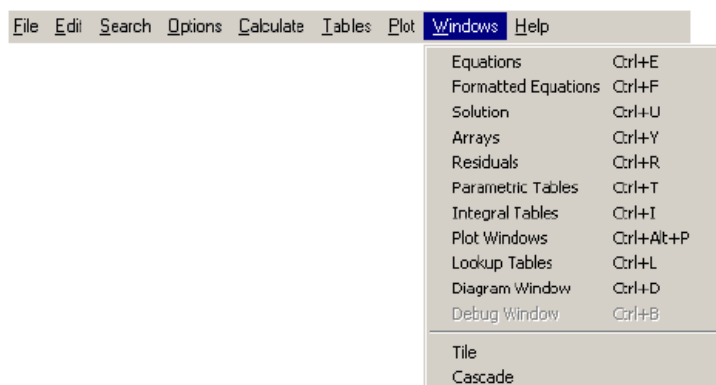 File Edit Search Options Calculate Tables Plot Windows Help
Equations Ctrl+E
Formatted Equations Ctrl+F
Solution Ctrl+U
Arrays Ctrl+Y
Residuals Ctrl+R
Parametric Tables Ctrl+T
Integral Tables Ctrl+I
Plot Windows Ctrl+Alt+P
Lookup Tables Ctrl+L
Diagram Window Ctrl+D
Debug Window Ctrl+B
Tile
Cascade